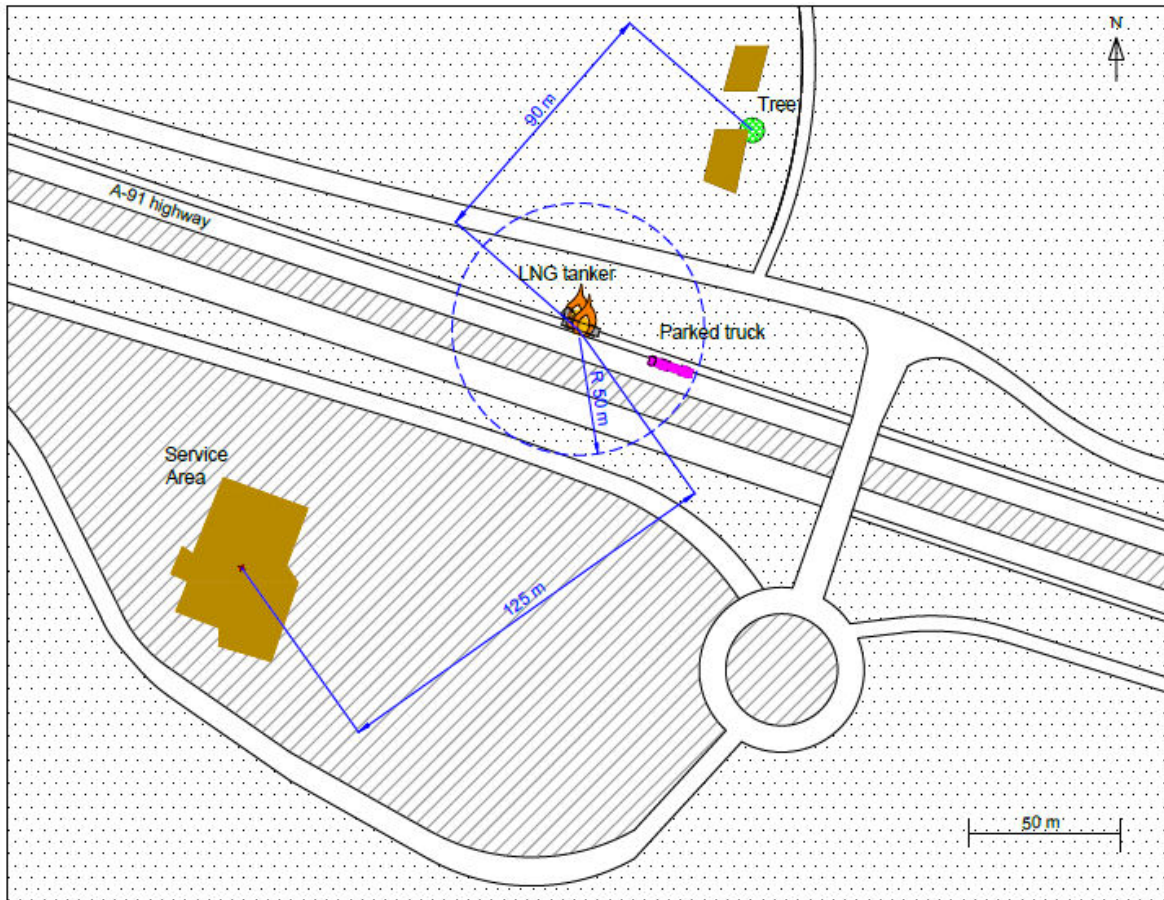 N
Tree
90 m
A-91 highway
LNG tanker
Parked truck
R 50 m
Service
Area
125 m
50 m